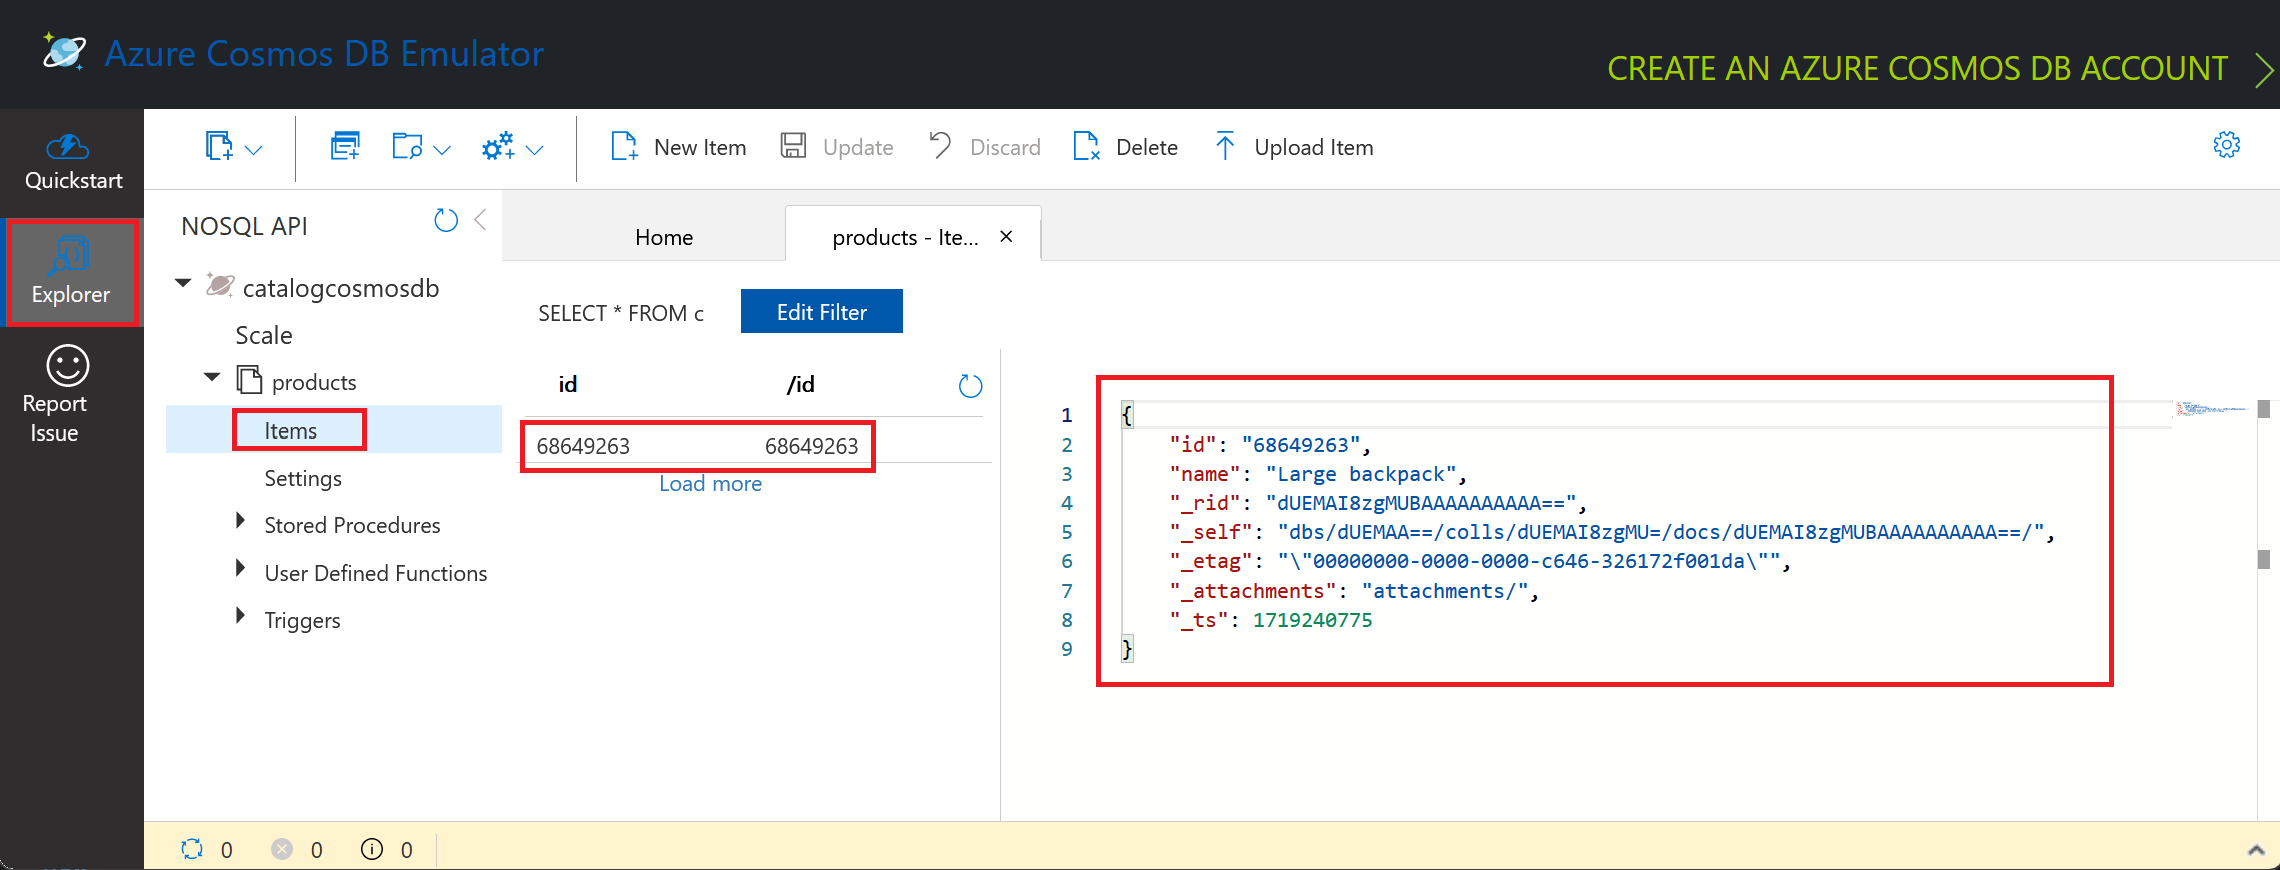 Azure Cosmos DB Emulator
CREATE AN AZURE COSMOS DB ACCOUNT
Quickstart
Explorer
Report
Issue
New Item
Update
Discard
Delete
Upload Item
NOSQL API
catalogcosmosdb
Scale
products
Items
Settings
Stored Procedures
User Defined Functions
Triggers
Home
products - Ite...
SELECT * FROM c
Edit Filter
id /id
68649263 68649263
Load more
1 {
2 "id": "68649263",
3 "name": "Large backpack",
4 "_rid": "dUEMAI8zgMUBAAAAAAAAAA==",
5 "_self": "dbs/dUEMAA==/colls/dUEMAI8zgMU=/docs/dUEMAI8zgMUBAAAAAAAAAA==/",
6 "_etag": "\"00000000-0000-0000-c646-326172f001da\"",
7 "_attachments": "attachments/",
8 "_ts": 1719240775
9 }
0 0 0